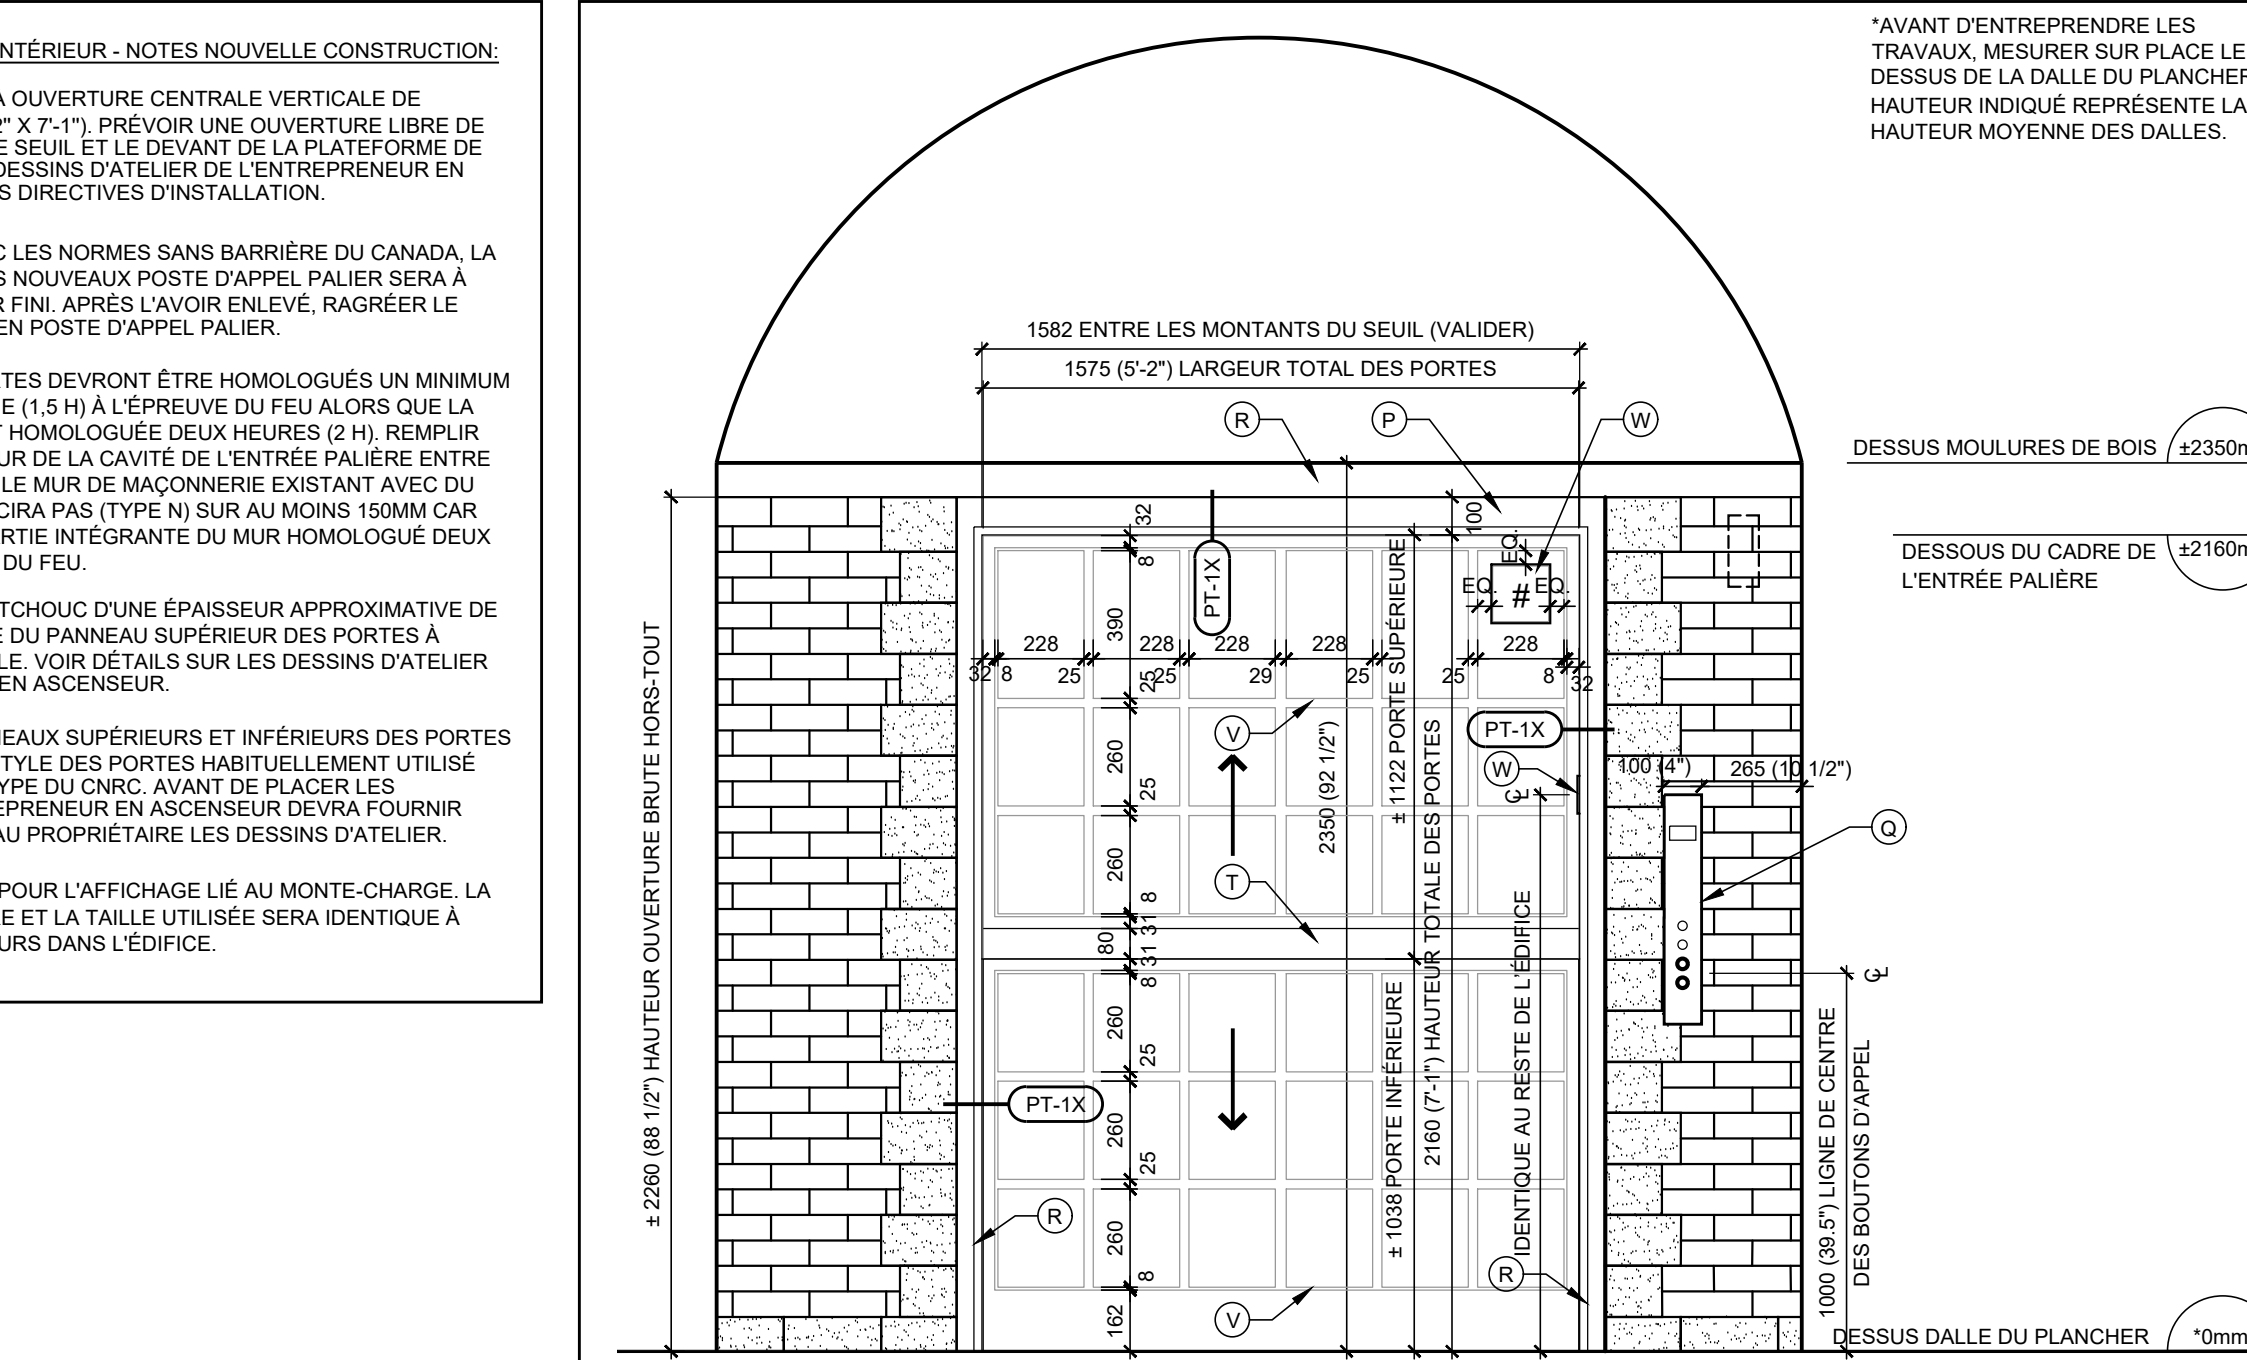 INTÉRIEUR - NOTES NOUVELLE CONSTRUCTION:
OUVERTURE CENTRALE VERTICALE DE
2" X 7'-1"). PRÉVOIR UNE OUVERTURE LIBRE DE
SEUIL ET LE DEVANT DE LA PLATEFORME DE
DESSINS D'ATELIER DE L'ENTREPRENEUR EN
DIRECTIVES D'INSTALLATION.
LES NORMES SANS BARRIÈRE DU CANADA, LA
NOUVEAUX POSTE D'APPEL PALIER SERA À
FINI. APRÈS L'AVOIR ENLEVÉ, RAGRÉER LE
EN POSTE D'APPEL PALIER.
TES DEVRONT ÊTRE HOMOLOGUÉS UN MINIMUM
E (1,5 H) À L'ÉPREUVE DU FEU ALORS QUE LA
HOMOLOGUÉE DEUX HEURES (2 H). REMPLIR
UR DE LA CAVITÉ DE L'ENTRÉE PALIÈRE ENTRE
LE MUR DE MAÇONNERIE EXISTANT AVEC DU
CIRA PAS (TYPE N) SUR AU MOINS 150MM CAR
ARTIE INTÉGRANTE DU MUR HOMOLOGUÉ DEUX
DU FEU.
TCHOUC D'UNE ÉPAISSEUR APPROXIMATIVE DE
DU PANNEAU SUPÉRIEUR DES PORTES À
LE. VOIR DÉTAILS SUR LES DESSINS D'ATELIER
EN ASCENSEUR.
EAUX SUPÉRIEURS ET INFÉRIEURS DES PORTES
STYLE DES PORTES HABITUELLEMENT UTILISÉ
YPE DU CNRC. AVANT DE PLACER LES
EPRENEUR EN ASCENSEUR DEVRA FOURNIR
AU PROPRIÉTAIRE LES DESSINS D'ATELIER.
POUR L'AFFICHAGE LIÉ AU MONTE-CHARGE. LA
E ET LA TAILLE UTILISÉE SERA IDENTIQUE À
URS DANS L'ÉDIFICE.
*AVANT D'ENTREPRENDRE LES
TRAVAUX, MESURER SUR PLACE LE
DESSUS DE LA DALLE DU PLANCHER
HAUTEUR INDIQUÉ REPRÉSENTE LA
HAUTEUR MOYENNE DES DALLES.
1582 ENTRE LES MONTANTS DU SEUIL (VALIDER)
1575 (5'-2") LARGEUR TOTAL DES PORTES
R
P
W
DESSUS MOULURES DE BOIS
±2350m
DESSOUS DU CADRE DE
L'ENTRÉE PALIÈRE
±2160m
± 2260 (88 1/2") HAUTEUR OUVERTURE BRUTE HORS-TOUT
32
8
390
25
260
25
260
8
31
80
31
8
260
25
260
25
260
8
162
PT-1X
100
EQ.
EQ.
EQ.
#
228
228
228
228
228
32
8
25
25
29
25
25
8
32
V
T
2350 (92 1/2")
± 1122 PORTE SUPÉRIEURE
± 1038 PORTE INFÉRIEURE
2160 (7'-1") HAUTEUR TOTALE DES PORTES
PT-1X
W
℄
IDENTIQUE AU RESTE DE L'ÉDIFICE
100 (4")
265 (10 1/2")
Q
℄
1000 (39.5") LIGNE DE CENTRE
DES BOUTONS D'APPEL
PT-1X
R
V
R
DESSUS DALLE DU PLANCHER
*0mm